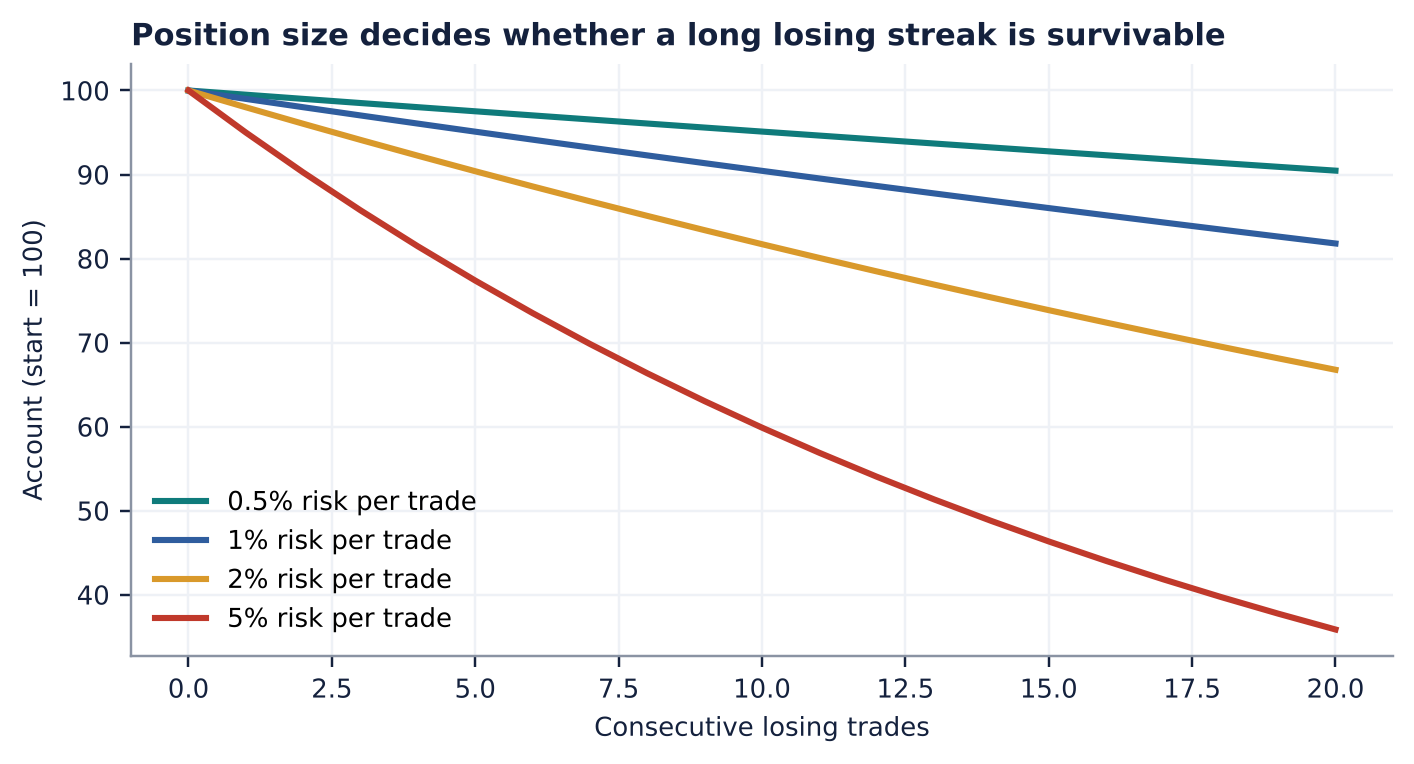 Position size decides whether a long losing streak is survivable
100
90
80
70
60
50
40
Account (start = 100)
0.5% risk per trade
1% risk per trade
2% risk per trade
5% risk per trade
0.0 2.5 5.0 7.5 10.0 12.5 15.0 17.5 20.0
Consecutive losing trades